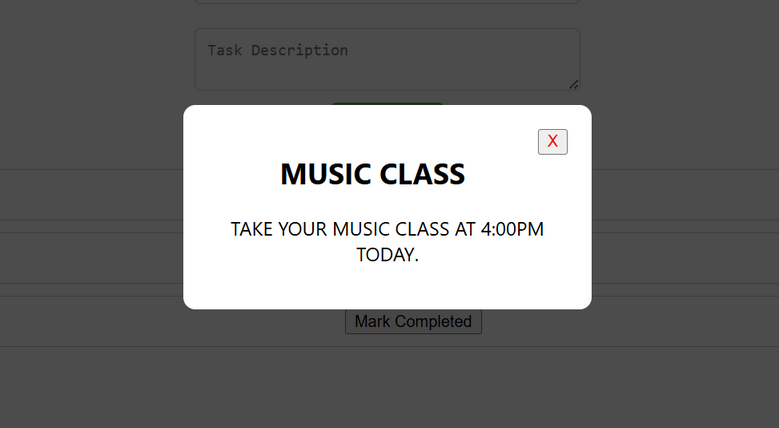 Task Description
X
MUSIC CLASS
TAKE YOUR MUSIC CLASS AT 4:00PM
TODAY.
Mark Completed